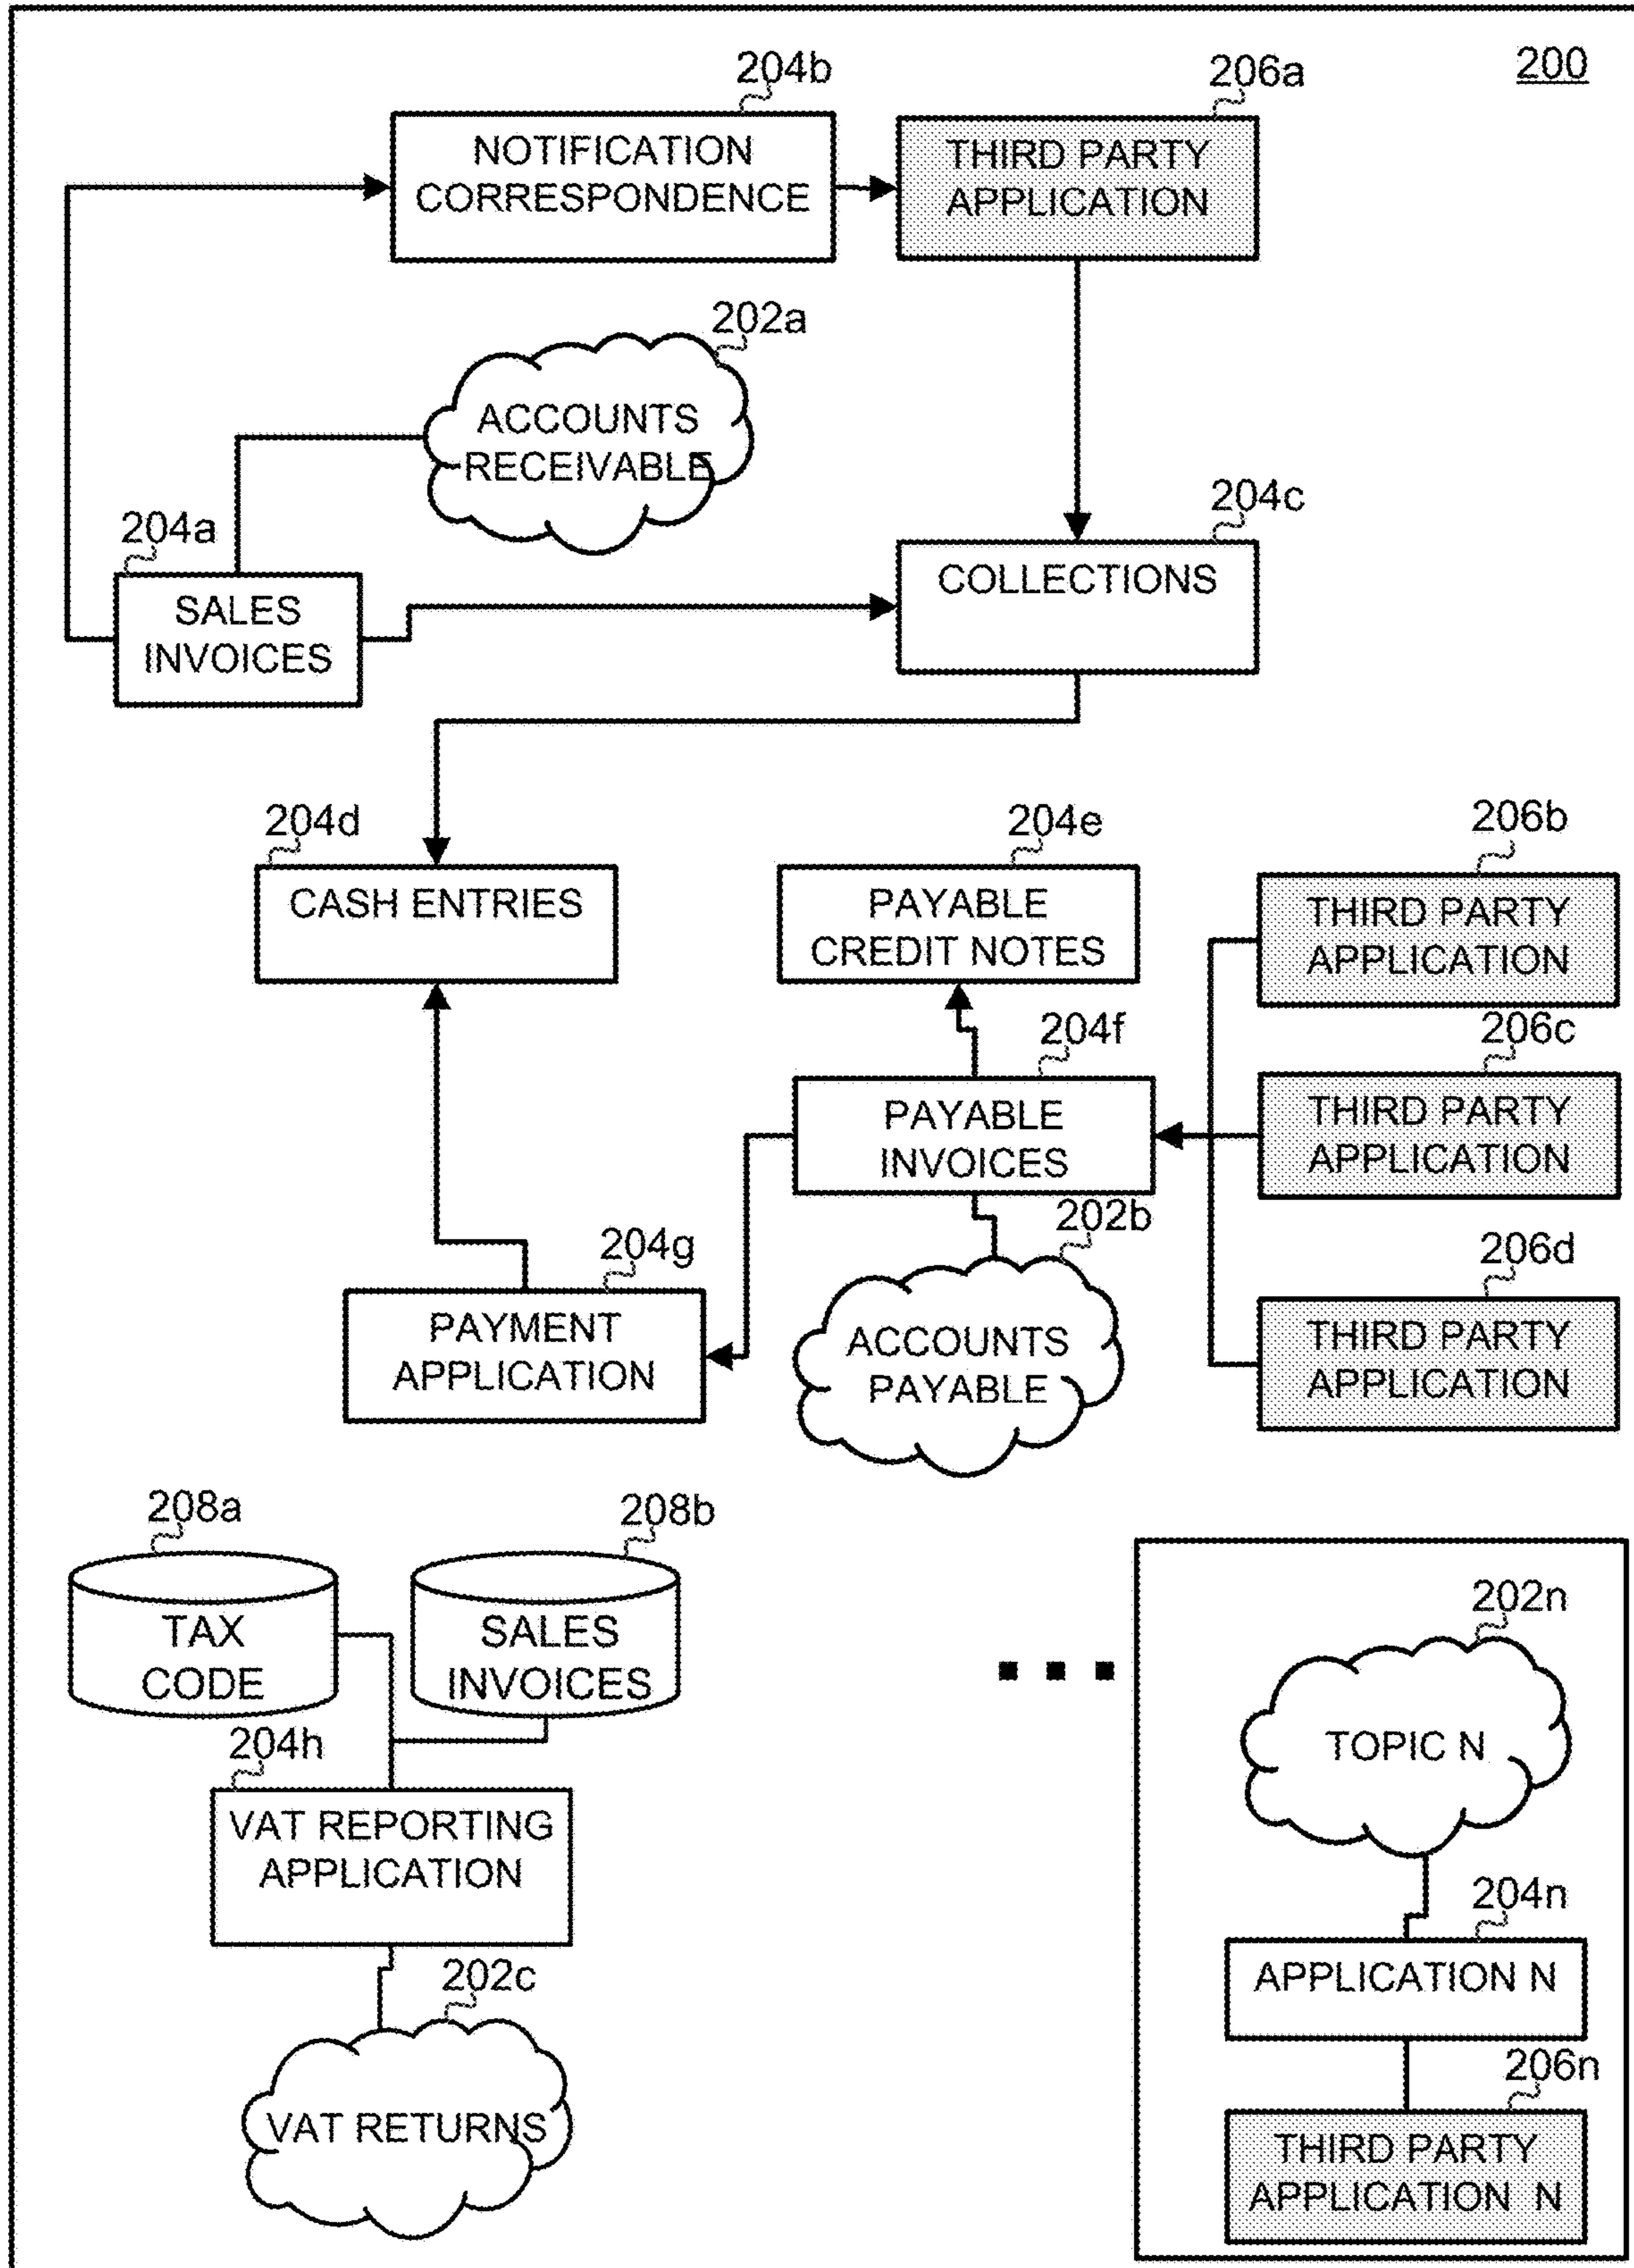 200
204b
206a
NOTIFICATION
CORRESPONDENCE
THIRD PARTY
APPLICATION
202a
ACCOUNTS
RECEIVABLE
204a
204c
SALES
INVOICES
COLLECTIONS
204d
204e
206b
CASH ENTRIES
PAYABLE
CREDIT NOTES
THIRD PARTY
APPLICATION
204f
206c
PAYABLE
INVOICES
THIRD PARTY
APPLICATION
202b
204g
206d
PAYMENT
APPLICATION
ACCOUNTS
PAYABLE
THIRD PARTY
APPLICATION
208a
208b
TAX
CODE
SALES
INVOICES
202n
TOPIC N
204h
VAT REPORTING
APPLICATION
204n
APPLICATION N
202c
VAT RETURNS
206n
THIRD PARTY
APPLICATION N